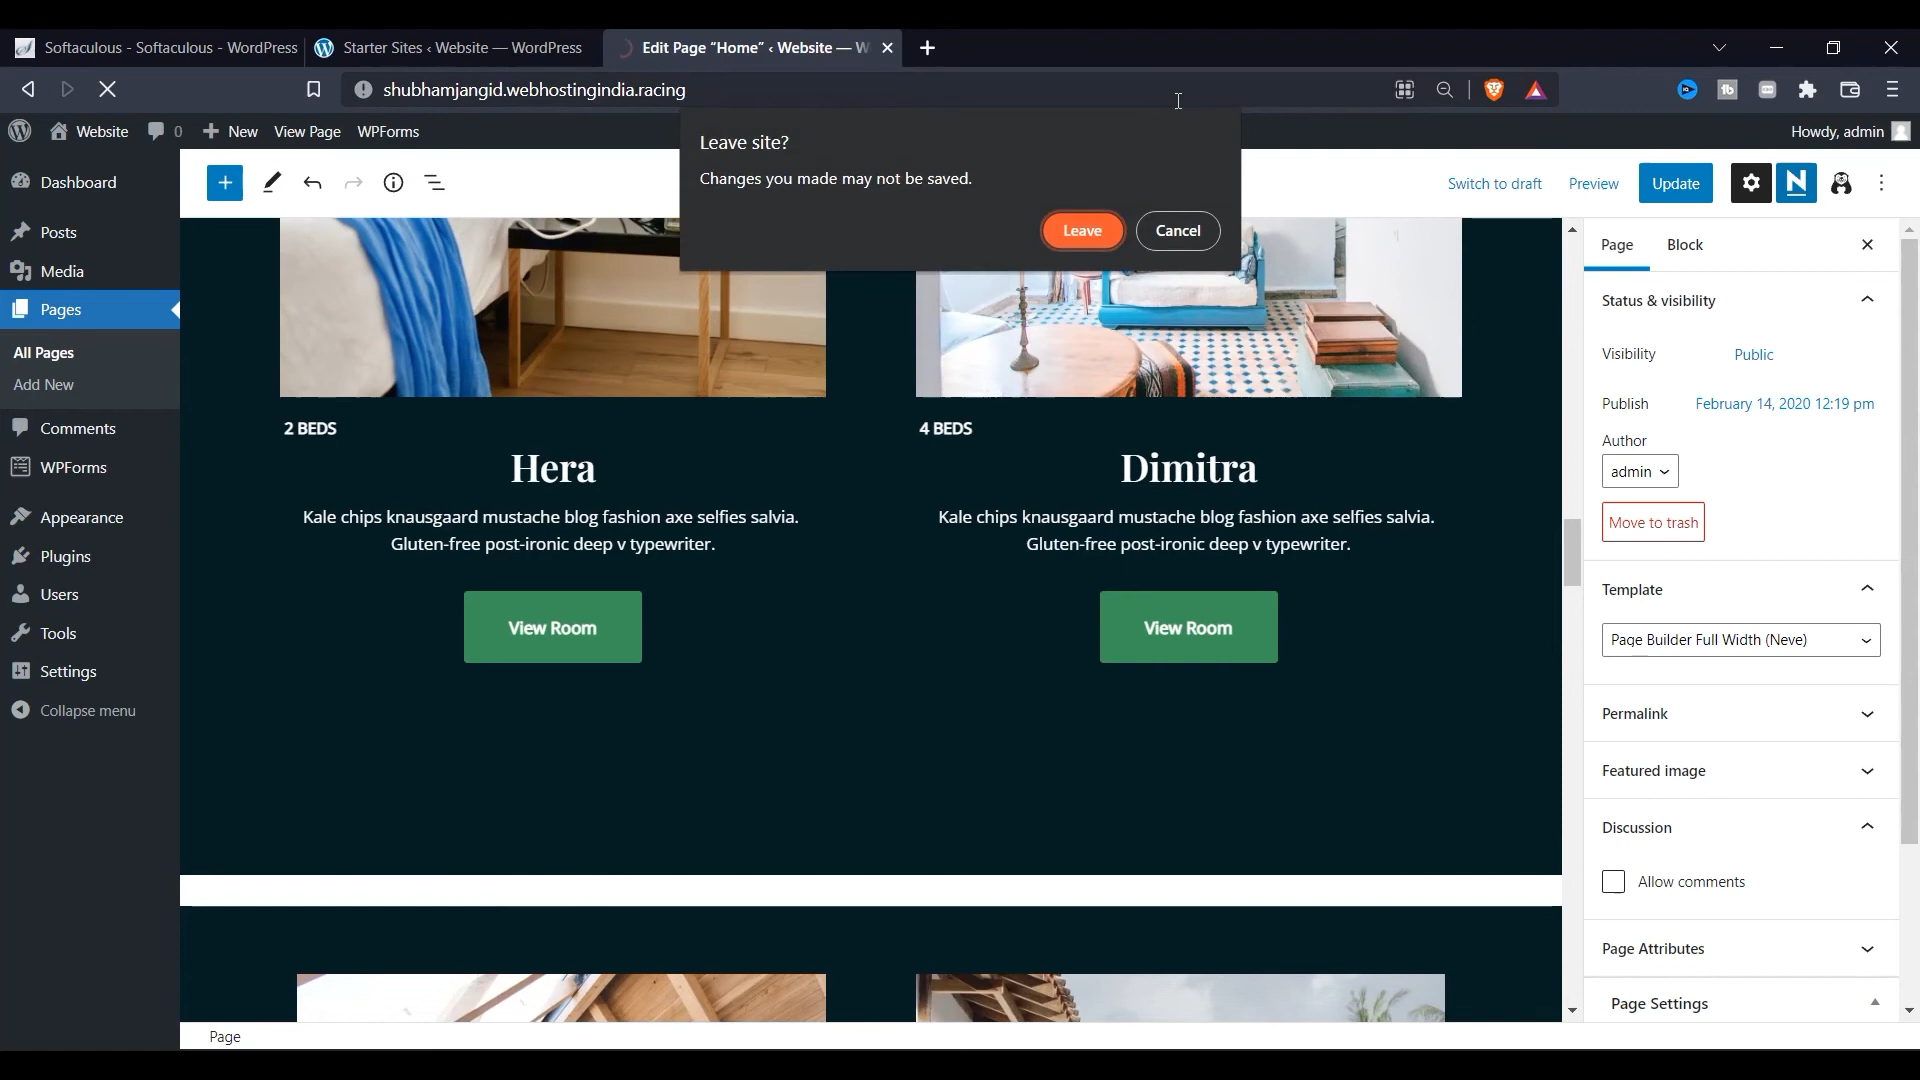 Softaculous - Softaculous - WordPress
Starter Sites ‹ Website — WordPress
Edit Page “Home” ‹ Website — W
shubhamjangid.webhostingindia.racing
Website
0
New
View Page
WPForms
Howdy, admin
Leave site?
Changes you made may not be saved.
Leave
Cancel
Switch to draft
Preview
Update
Dashboard
Posts
Media
Pages
All Pages
Add New
Comments
WPForms
Appearance
Plugins
Users
Tools
Settings
Collapse menu
2 BEDS
Hera
Kale chips knausgaard mustache blog fashion axe selfies salvia.
Gluten-free post-ironic deep v typewriter.
View Room
4 BEDS
Dimitra
Kale chips knausgaard mustache blog fashion axe selfies salvia.
Gluten-free post-ironic deep v typewriter.
View Room
Page
Block
Status & visibility
Visibility
Public
Publish
February 14, 2020 12:19 pm
Author
admin
Move to trash
Template
Page Builder Full Width (Neve)
Permalink
Featured image
Discussion
Allow comments
Page Attributes
Page Settings
Page